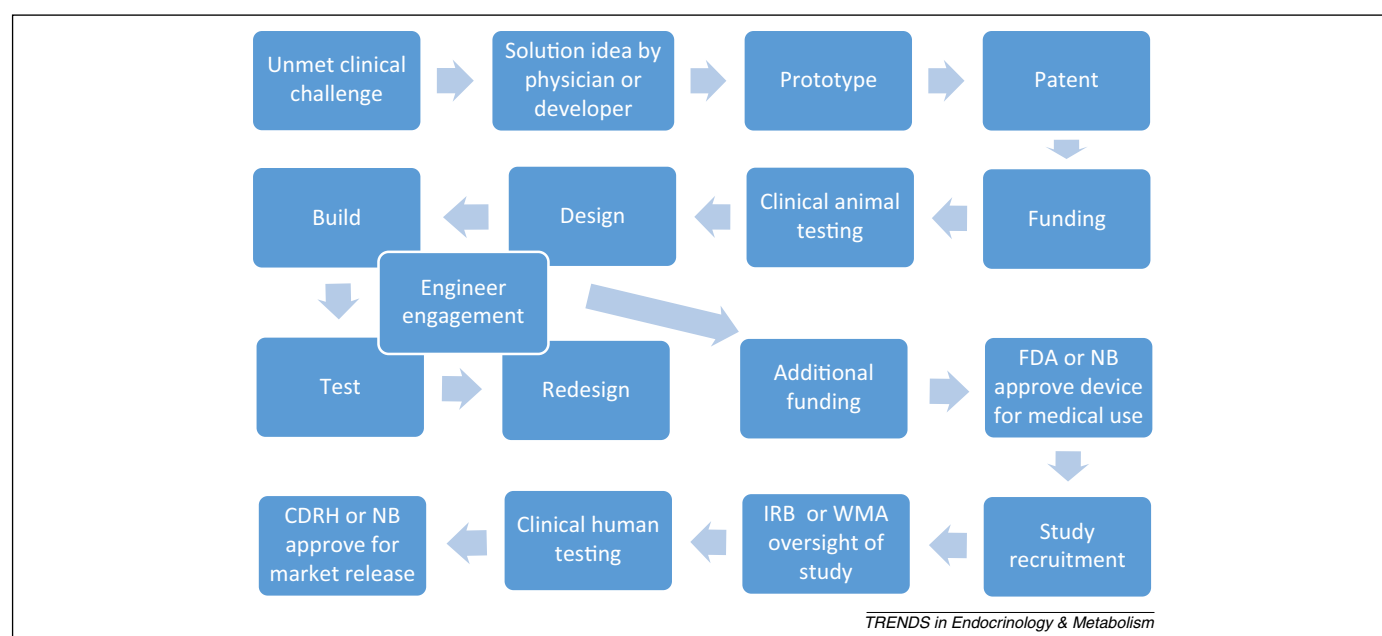 Unmet clinical
challenge
Solution idea by
physician or
developer
Prototype
Patent
Build
Design
Clinical animal
testing
Funding
Engineer
engagement
Test
Redesign
Additional
funding
FDA or NB
approve device
for medical use
CDRH or NB
approve for
market release
Clinical human
testing
IRB or WMA
oversight of
study
Study
recruitment
TRENDS in Endocrinology & Metabolism